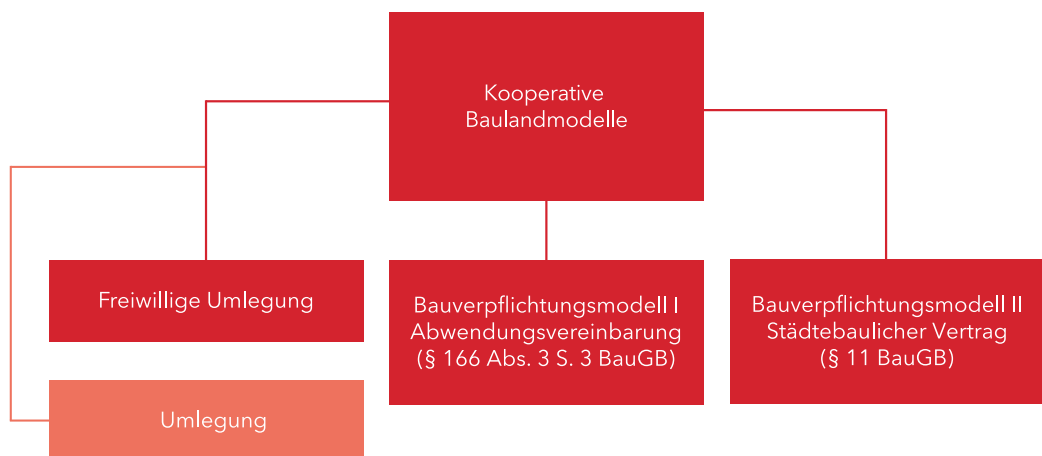 Kooperative
Baulandmodelle
Freiwillige Umlegung
Bauverpflichtungsmodell I
Abwendungsvereinbarung
(§ 166 Abs. 3 S. 3 BauGB)
Bauverpflichtungsmodell II
Städtebaulicher Vertrag
(§ 11 BauGB)
Umlegung